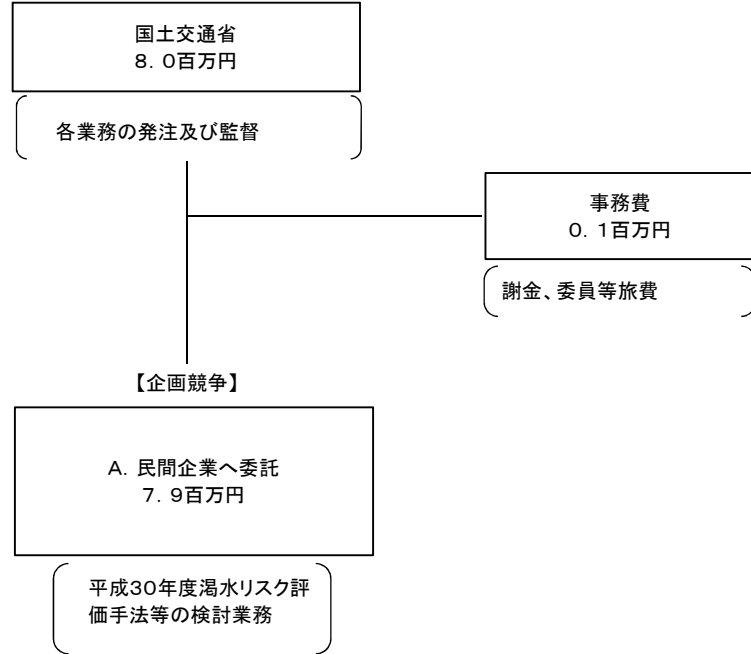 国土交通省
8．0百万円
各業務の発注及び監督
事務費
0．1百万円
謝金、委員等旅費
【企画競争】
A．民間企業へ委託
7．9百万円
平成30年度渇水リスク評
価手法等の検討業務